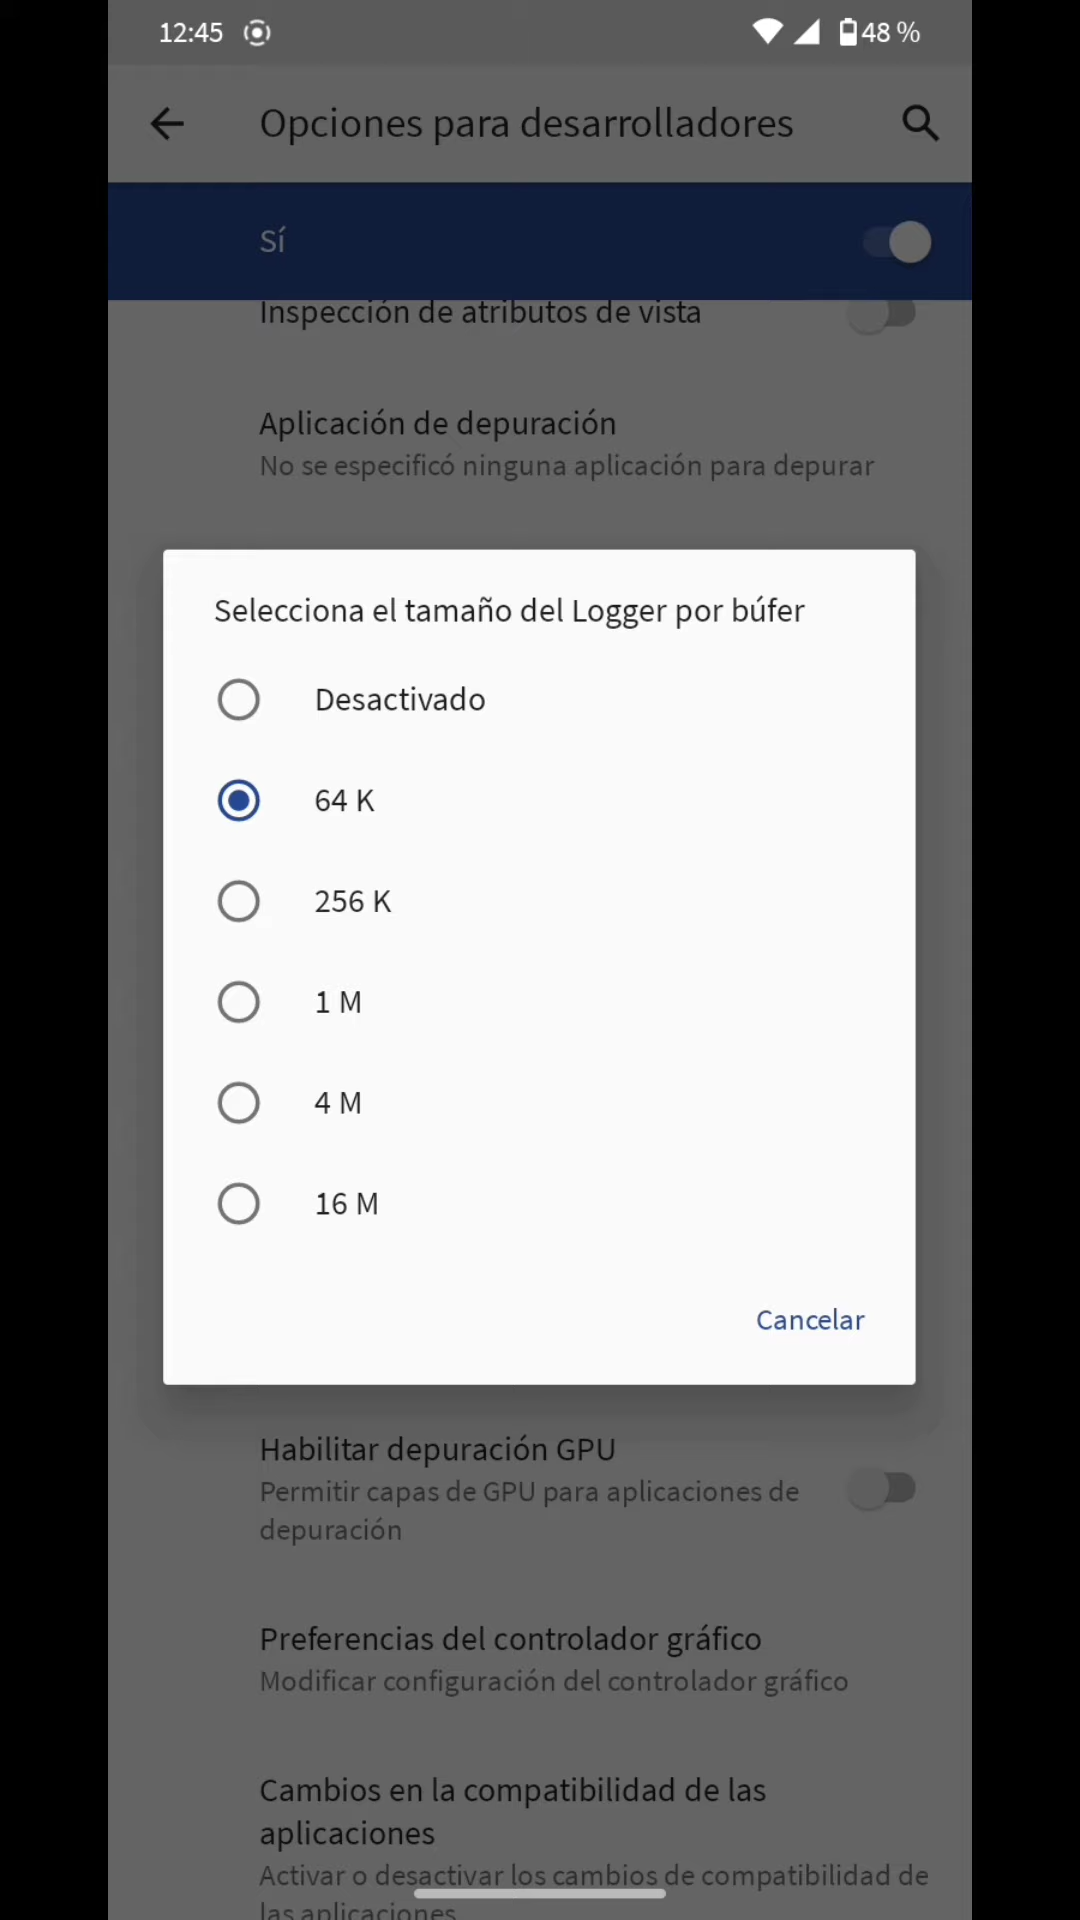 12:45
48 %
Opciones para desarrolladores
Sí
Inspección de atributos de vista
Aplicación de depuración
No se especificó ninguna aplicación para depurar
Selecciona el tamaño del Logger por búfer
Desactivado
64 K
256 K
1 M
4 M
16 M
Cancelar
Habilitar depuración GPU
Permitir capas de GPU para aplicaciones de
depuración
Preferencias del controlador gráfico
Modificar configuración del controlador gráfico
Cambios en la compatibilidad de las
aplicaciones
Activar o desactivar los cambios de compatibilidad de
las aplicaciones